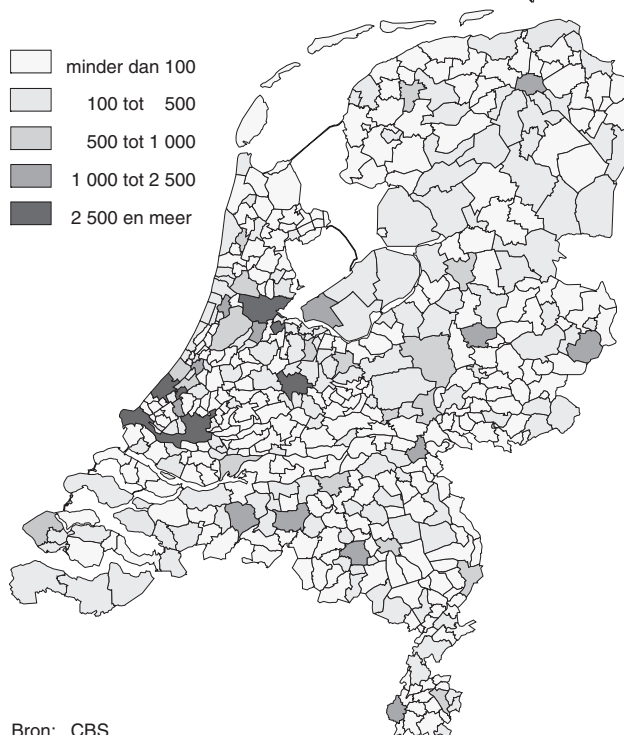 minder dan 100
100 tot 500
500 tot 1 000
1 000 tot 2 500
2 500 en meer
Bron: CBS